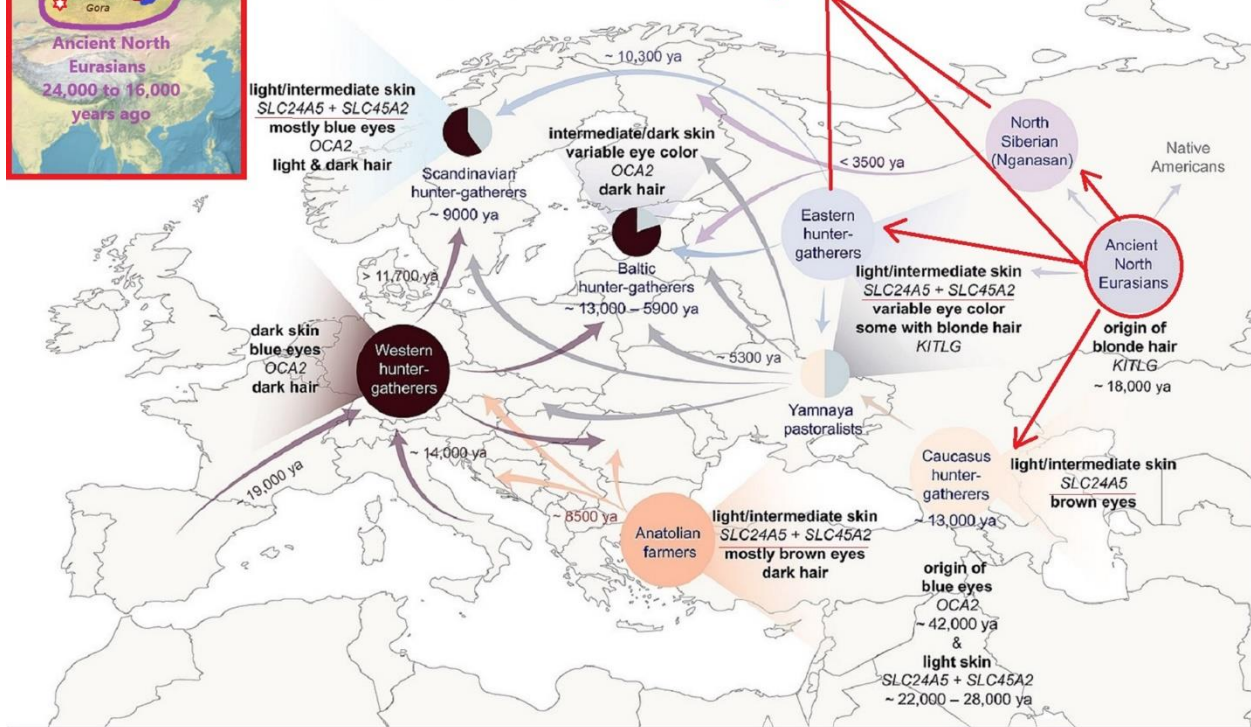 Gora
Ancient North
Eurasians
24,000 to 16,000
years ago
light/intermediate skin
SLC24A5 + SLC45A2
mostly blue eyes
OCA2
light & dark hair
Scandinavian
hunter-gatherers
~ 9000 ya
~ 10,300 ya
intermediate/dark skin
variable eye color
OCA2
dark hair
Baltic
hunter-gatherers
~ 13,000 – 5900 ya
< 3500 ya
North
Siberian
(Nganasan)
Native
Americans
Eastern
hunter-
gatherers
light/intermediate skin
SLC24A5 + SLC45A2
variable eye color
some with blonde hair
KITLG
Ancient
North
Eurasians
origin of
blonde hair
KITLG
~ 18,000 ya
> 11,700 ya
dark skin
blue eyes
OCA2
dark hair
Western
hunter-
gatherers
~ 5300 ya
Yamnaya
pastoralists
~ 19,000 ya
~ 14,000 ya
~ 8500 ya
Anatolian
farmers
light/intermediate skin
SLC24A5 + SLC45A2
mostly brown eyes
dark hair
Caucasus
hunter-
gatherers
~ 13,000 ya
light/intermediate skin
SLC24A5
brown eyes
origin of
blue eyes
OCA2
~ 42,000 ya
&
light skin
SLC24A5 + SLC45A2
~ 22,000 – 28,000 ya